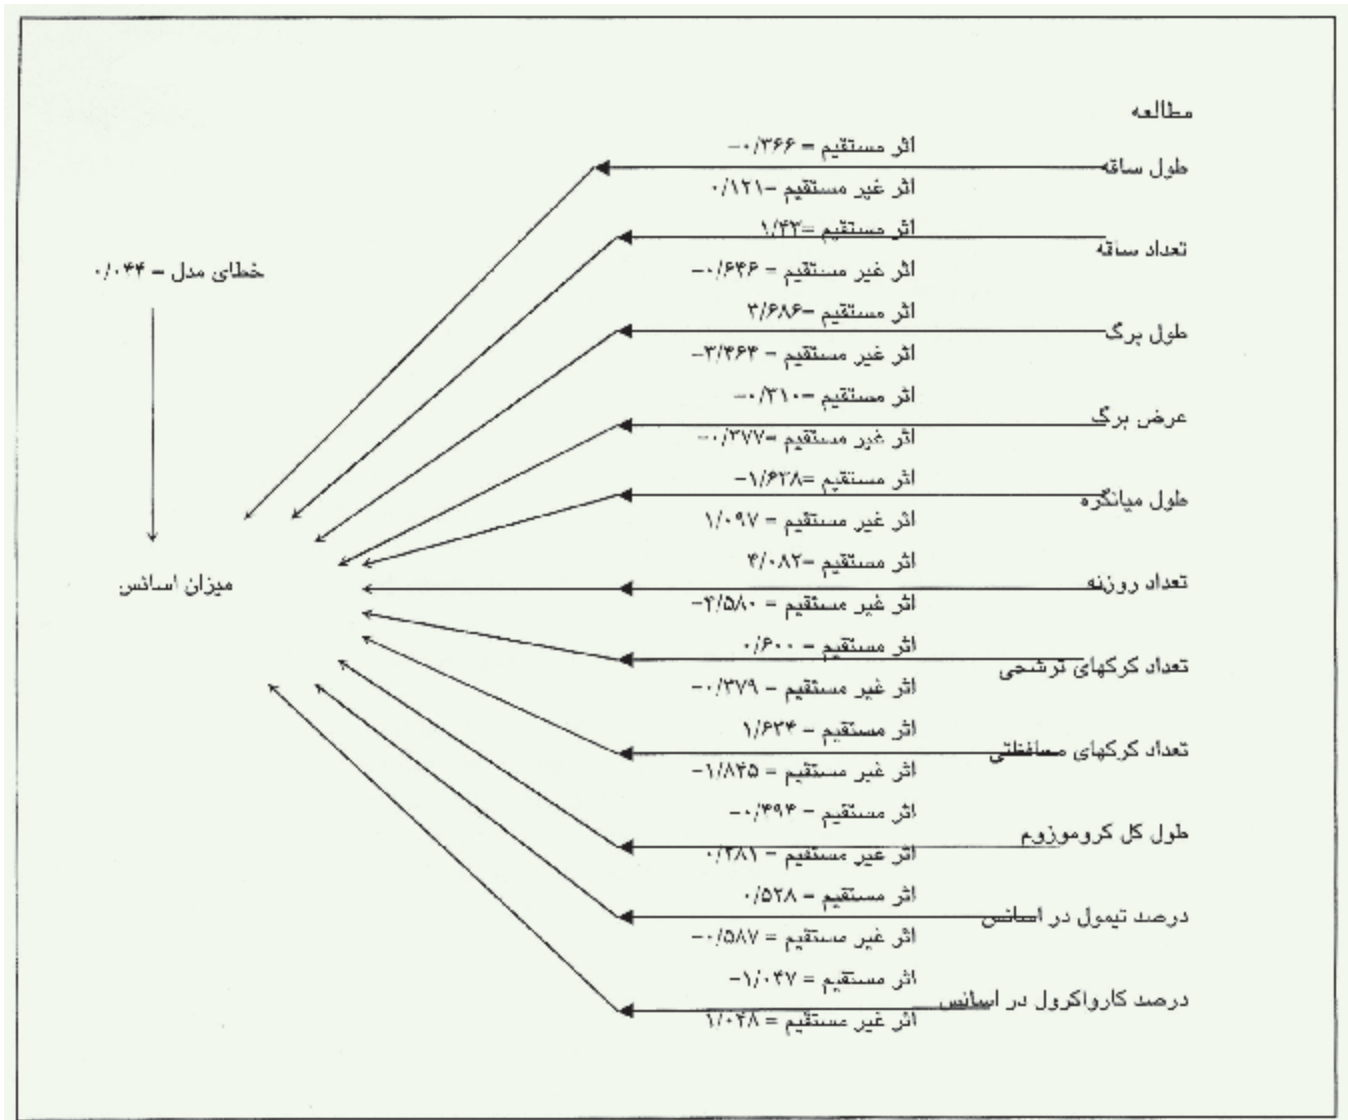 مطالعه
طول ساقه
اثر مستقیم = ۰/۳۶۶−
اثر غیر مستقیم = ۰/۱۲۱
تعداد ساقه
اثر مستقیم = ۱/۴۳
اثر غیر مستقیم = ۰/۶۴۶−
طول برگ
اثر مستقیم = ۳/۶۸۶
اثر غیر مستقیم = ۳/۴۶۴−
عرض برگ
اثر مستقیم = ۰/۳۱۰−
اثر غیر مستقیم = ۰/۳۷۷−
طول میانگره
اثر مستقیم = ۱/۶۳۸−
اثر غیر مستقیم = ۱/۰۹۷
تعداد روزنه
اثر مستقیم = ۴/۰۸۲
اثر غیر مستقیم = ۴/۵۸۰−
تعداد کرکهای ترشحی
اثر مستقیم = ۰/۶۰۰
اثر غیر مستقیم = ۰/۳۷۹−
تعداد کرکهای مسافظتی
اثر مستقیم = ۱/۶۳۴
اثر غیر مستقیم = ۱/۸۴۵−
طول کل کروموزوم
اثر مستقیم = ۰/۴۹۴−
اثر غیر مستقیم = ۰/۲۸۱
درصد تیمول در اسانس
اثر مستقیم = ۰/۵۲۸
اثر غیر مستقیم = ۰/۵۸۷−
درصد کارواکرول در اسانس
اثر مستقیم = ۱/۰۴۷−
اثر غیر مستقیم = ۱/۰۲۸
خطای مدل = ۰/۰۴۴
میزان اسانس